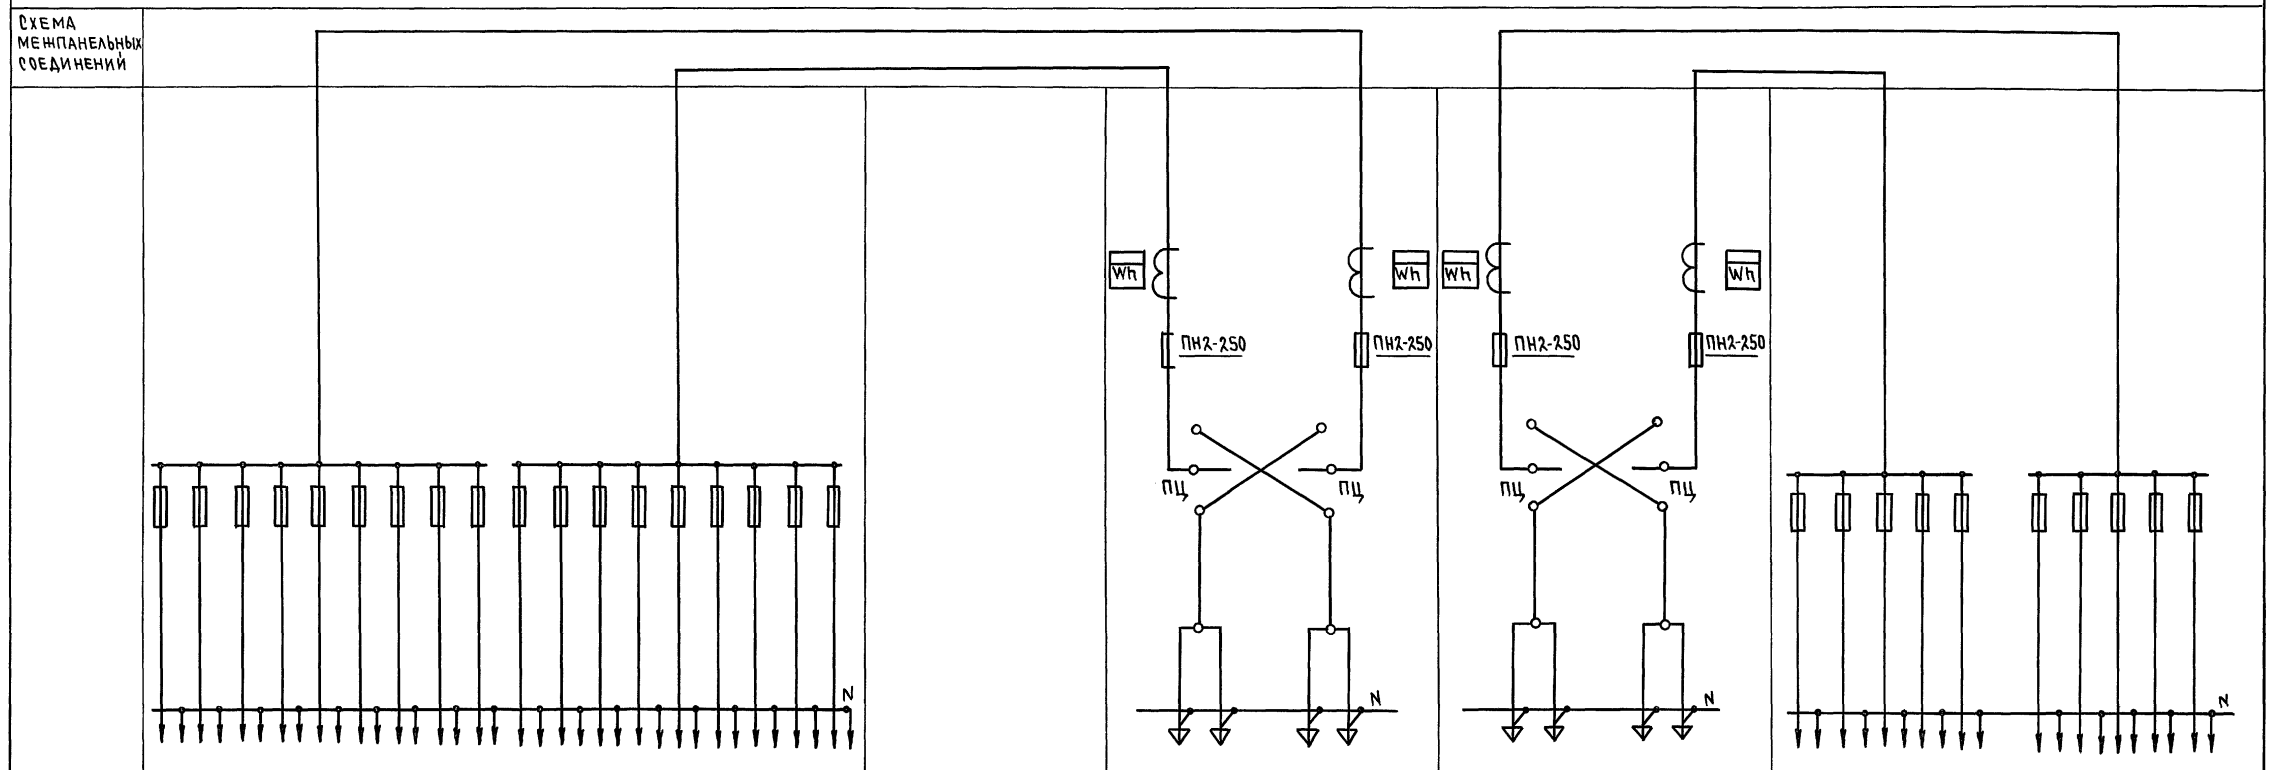 СХЕМА
МЕЖПАНЕЛЬНЫХ
СОЕДИНЕНИЙ
Wh
Wh
Wh
Wh
ПН2-250
ПН2-250
ПН2-250
ПН2-250
ПЦ
ПЦ
ПЦ
ПЦ
N
N
N
N